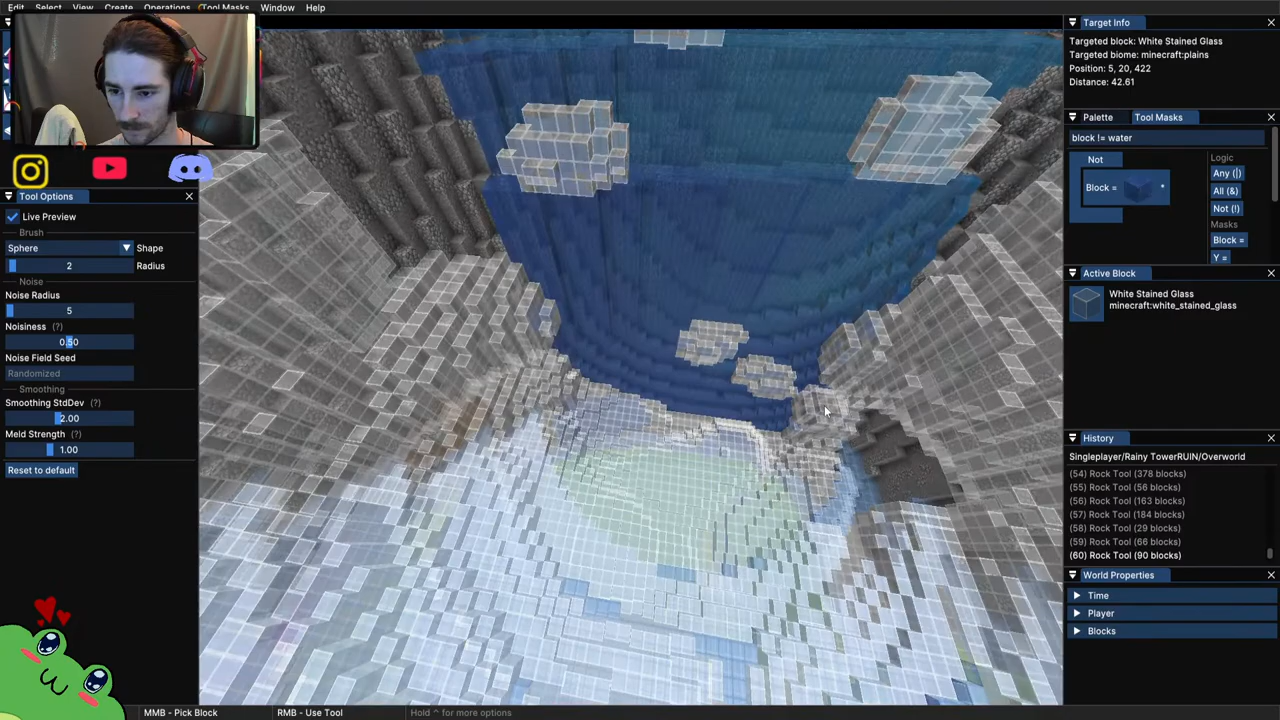 Edit Select View Create Operations Tool Masks Window Help
Tool Options
Live Preview
Brush
Sphere Shape
2 Radius
Noise
Noise Radius
5
Noisiness (?)
0.50
Noise Field Seed
Randomized
Smoothing
Smoothing StdDev (?)
2.00
Meld Strength (?)
1.00
Reset to default
Target Info
Targeted block: White Stained Glass
Targeted biome: minecraft:plains
Position: 5, 20, 422
Distance: 42.61
Palette Tool Masks
block != water
Not
Block = *
Logic
Any (|)
All (&)
Not (!)
Masks
Block =
Y =
Active Block
White Stained Glass
minecraft:white_stained_glass
History
Singleplayer/Rainy TowerRUIN/Overworld
(54) Rock Tool (378 blocks)
(55) Rock Tool (56 blocks)
(56) Rock Tool (163 blocks)
(57) Rock Tool (184 blocks)
(58) Rock Tool (29 blocks)
(59) Rock Tool (66 blocks)
(60) Rock Tool (90 blocks)
World Properties
Time
Player
Blocks
MMB - Pick Block RMB - Use Tool Hold ^ for more options